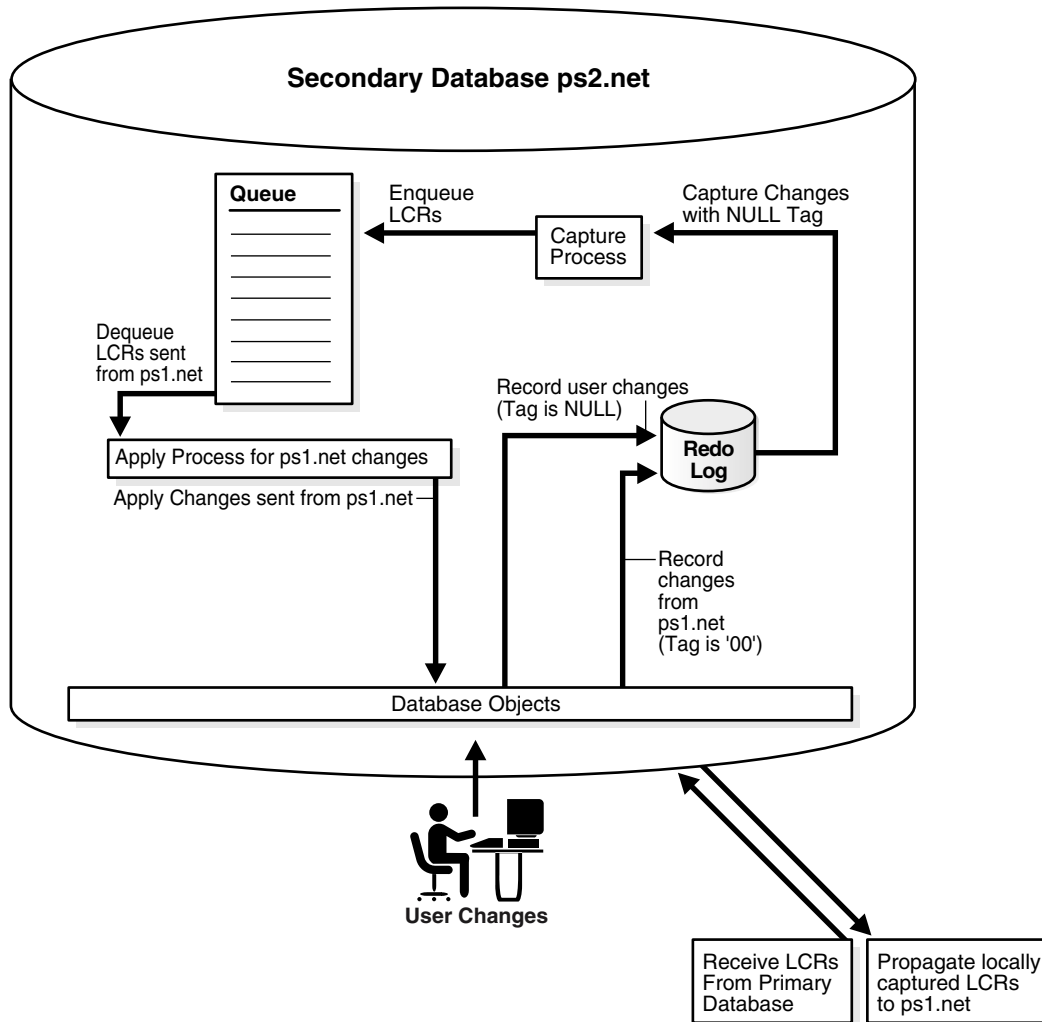 Secondary Database ps2.net
Queue
Enqueue
LCRs
Capture
Process
Capture Changes
with NULL Tag
Dequeue
LCRs sent
from ps1.net
Record user changes
(Tag is NULL)
Redo
Log
Apply Process for ps1.net changes
Apply Changes sent from ps1.net
Record
changes
from
ps1.net
(Tag is '00')
Database Objects
User Changes
Receive LCRs
From Primary
Database
Propagate locally
captured LCRs
to ps1.net